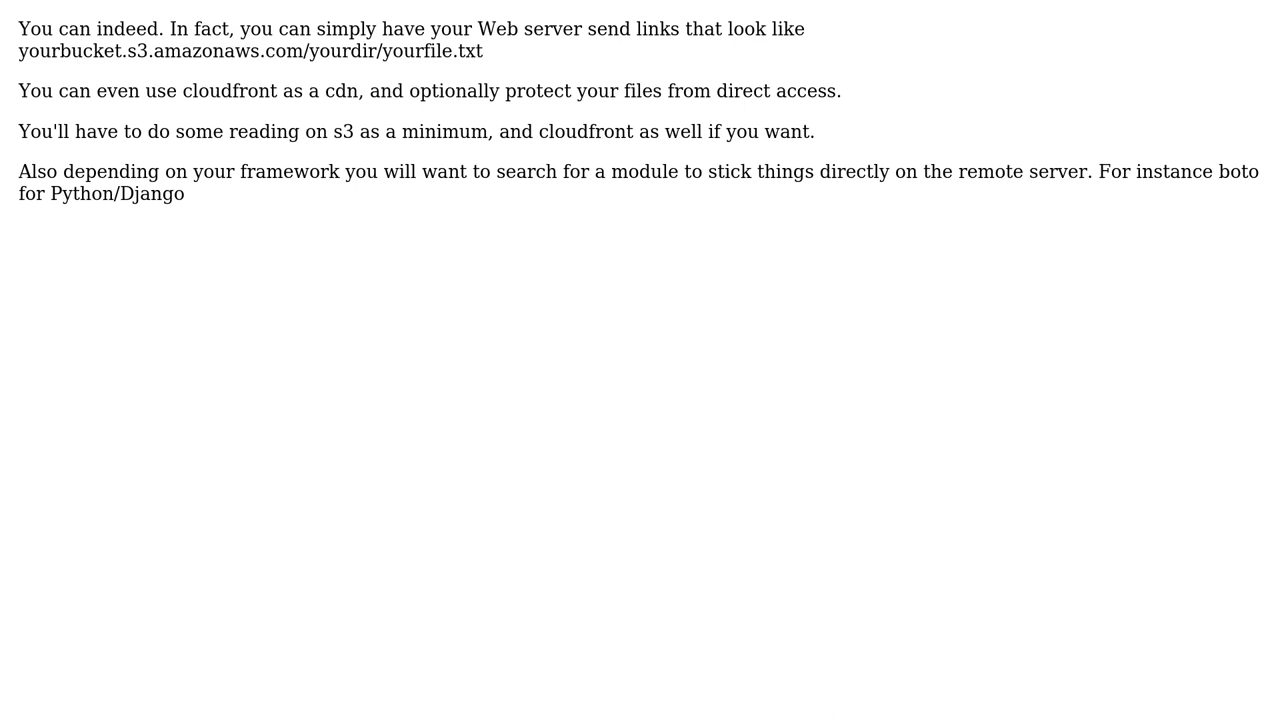 You can indeed. In fact, you can simply have your Web server send links that look like
yourbucket.s3.amazonaws.com/yourdir/yourfile.txt
You can even use cloudfront as a cdn, and optionally protect your files from direct access.
You'll have to do some reading on s3 as a minimum, and cloudfront as well if you want.
Also depending on your framework you will want to search for a module to stick things directly on the remote server. For instance boto
for Python/Django